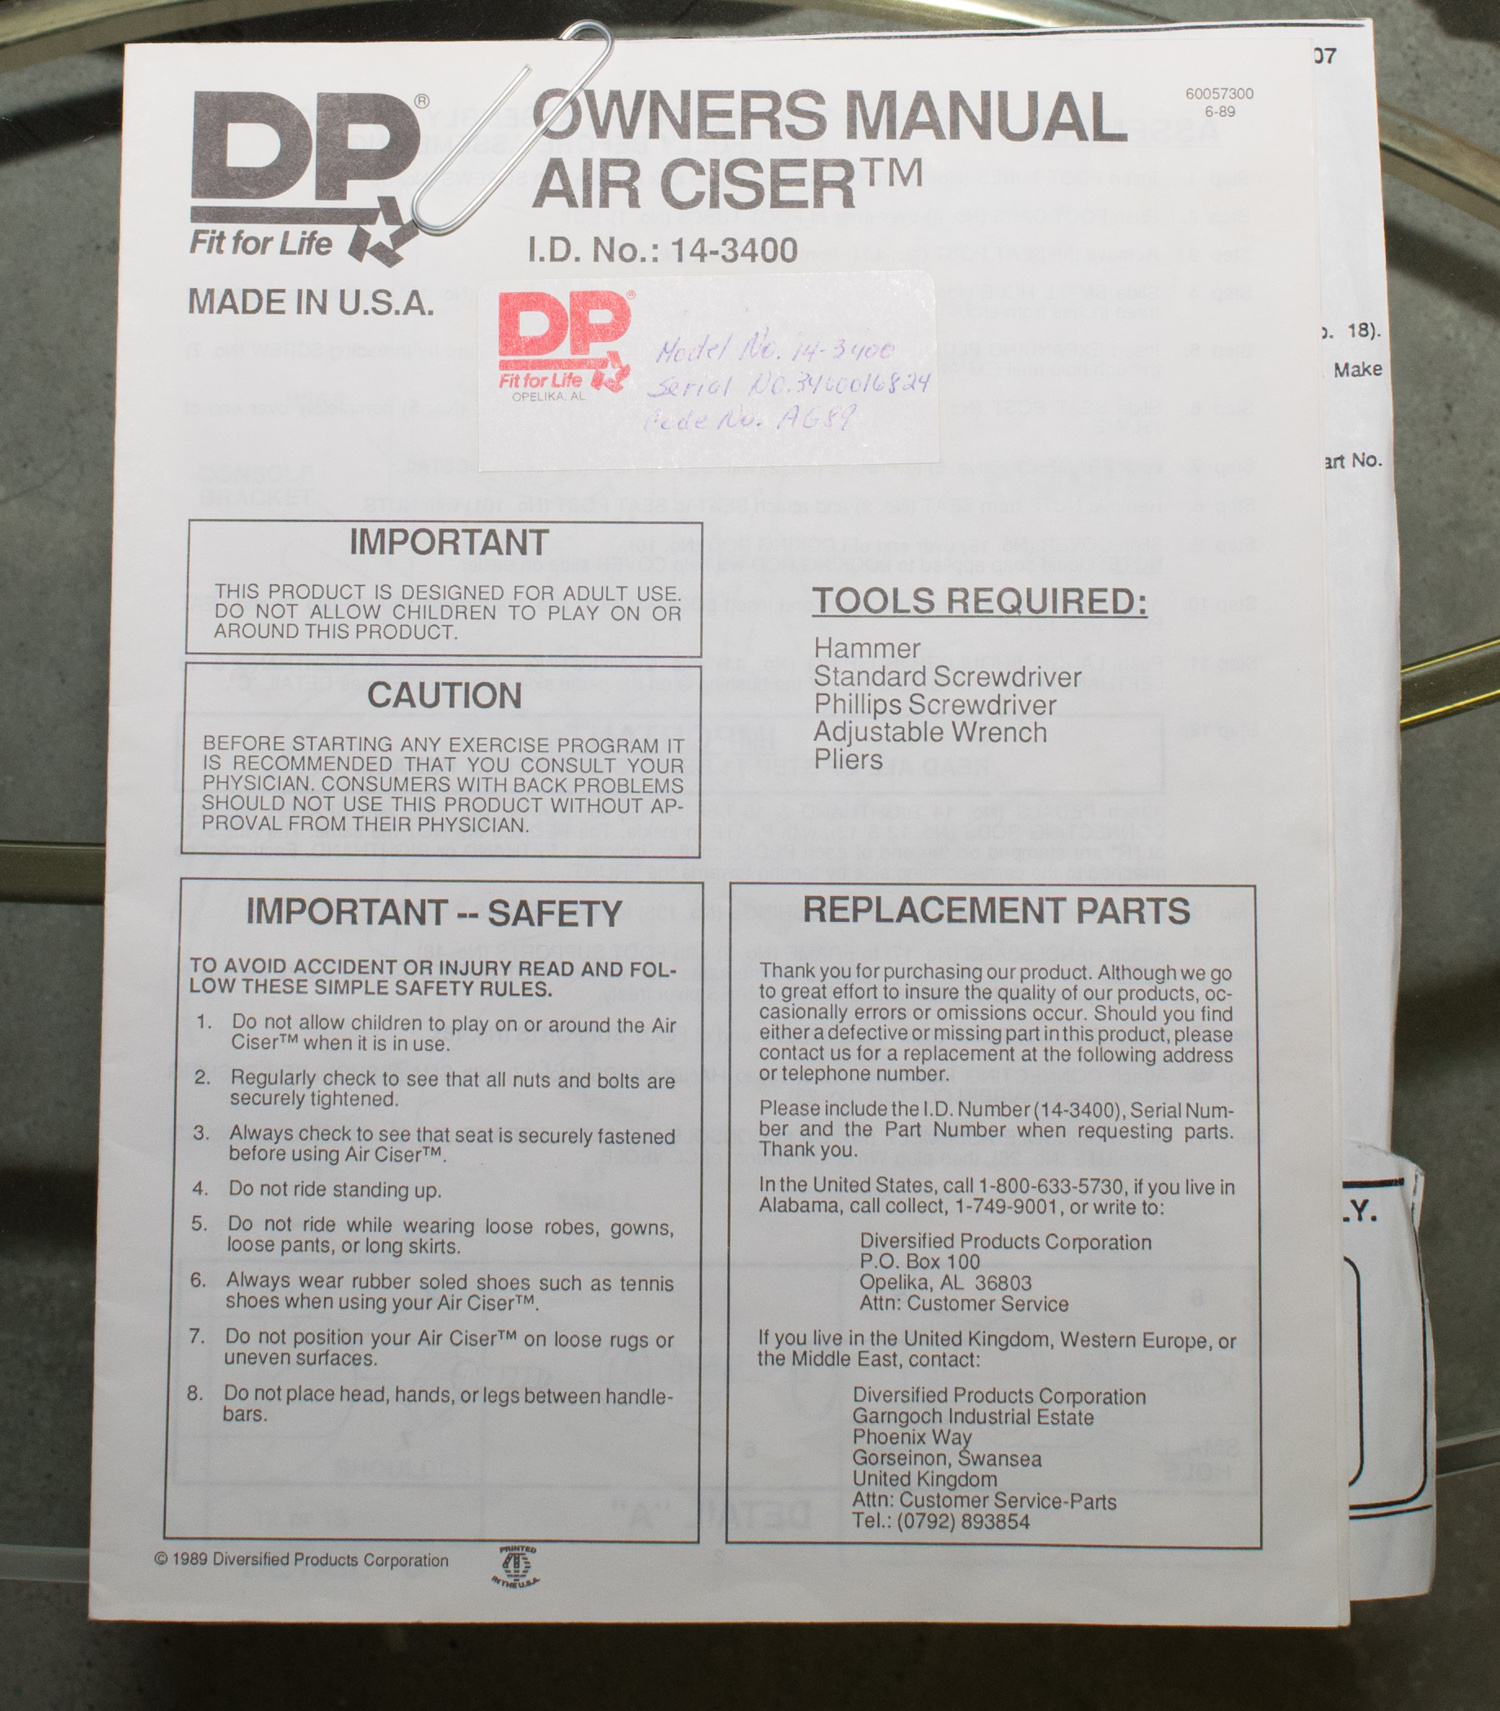 DP®
Fit for Life
MADE IN U.S.A.
OWNERS MANUAL
AIR CISER™
I.D. No.: 14-3400
60057300
6-89
DP®
Fit for Life
OPELIKA, AL
Model No. 14-3400
Serial No. 3400016824
Code No. AG89
IMPORTANT
THIS PRODUCT IS DESIGNED FOR ADULT USE.
DO NOT ALLOW CHILDREN TO PLAY ON OR
AROUND THIS PRODUCT.
CAUTION
BEFORE STARTING ANY EXERCISE PROGRAM IT
IS RECOMMENDED THAT YOU CONSULT YOUR
PHYSICIAN. CONSUMERS WITH BACK PROBLEMS
SHOULD NOT USE THIS PRODUCT WITHOUT AP-
PROVAL FROM THEIR PHYSICIAN.
TOOLS REQUIRED:
Hammer
Standard Screwdriver
Phillips Screwdriver
Adjustable Wrench
Pliers
IMPORTANT -- SAFETY
TO AVOID ACCIDENT OR INJURY READ AND FOL-
LOW THESE SIMPLE SAFETY RULES.
1. Do not allow children to play on or around the Air
Ciser™ when it is in use.
2. Regularly check to see that all nuts and bolts are
securely tightened.
3. Always check to see that seat is securely fastened
before using Air Ciser™.
4. Do not ride standing up.
5. Do not ride while wearing loose robes, gowns,
loose pants, or long skirts.
6. Always wear rubber soled shoes such as tennis
shoes when using your Air Ciser™.
7. Do not position your Air Ciser™ on loose rugs or
uneven surfaces.
8. Do not place head, hands, or legs between handle-
bars.
REPLACEMENT PARTS
Thank you for purchasing our product. Although we go
to great effort to insure the quality of our products, oc-
casionally errors or omissions occur. Should you find
either a defective or missing part in this product, please
contact us for a replacement at the following address
or telephone number.
Please include the I.D. Number (14-3400), Serial Num-
ber and the Part Number when requesting parts.
Thank you.
In the United States, call 1-800-633-5730, if you live in
Alabama, call collect, 1-749-9001, or write to:
Diversified Products Corporation
P.O. Box 100
Opelika, AL 36803
Attn: Customer Service
If you live in the United Kingdom, Western Europe, or
the Middle East, contact:
Diversified Products Corporation
Garngoch Industrial Estate
Phoenix Way
Gorseinon, Swansea
United Kingdom
Attn: Customer Service-Parts
Tel.: (0792) 893854
© 1989 Diversified Products Corporation
PRINTED
IN THE U.S.A.
07
o. 18).
Make
art No.
LY.